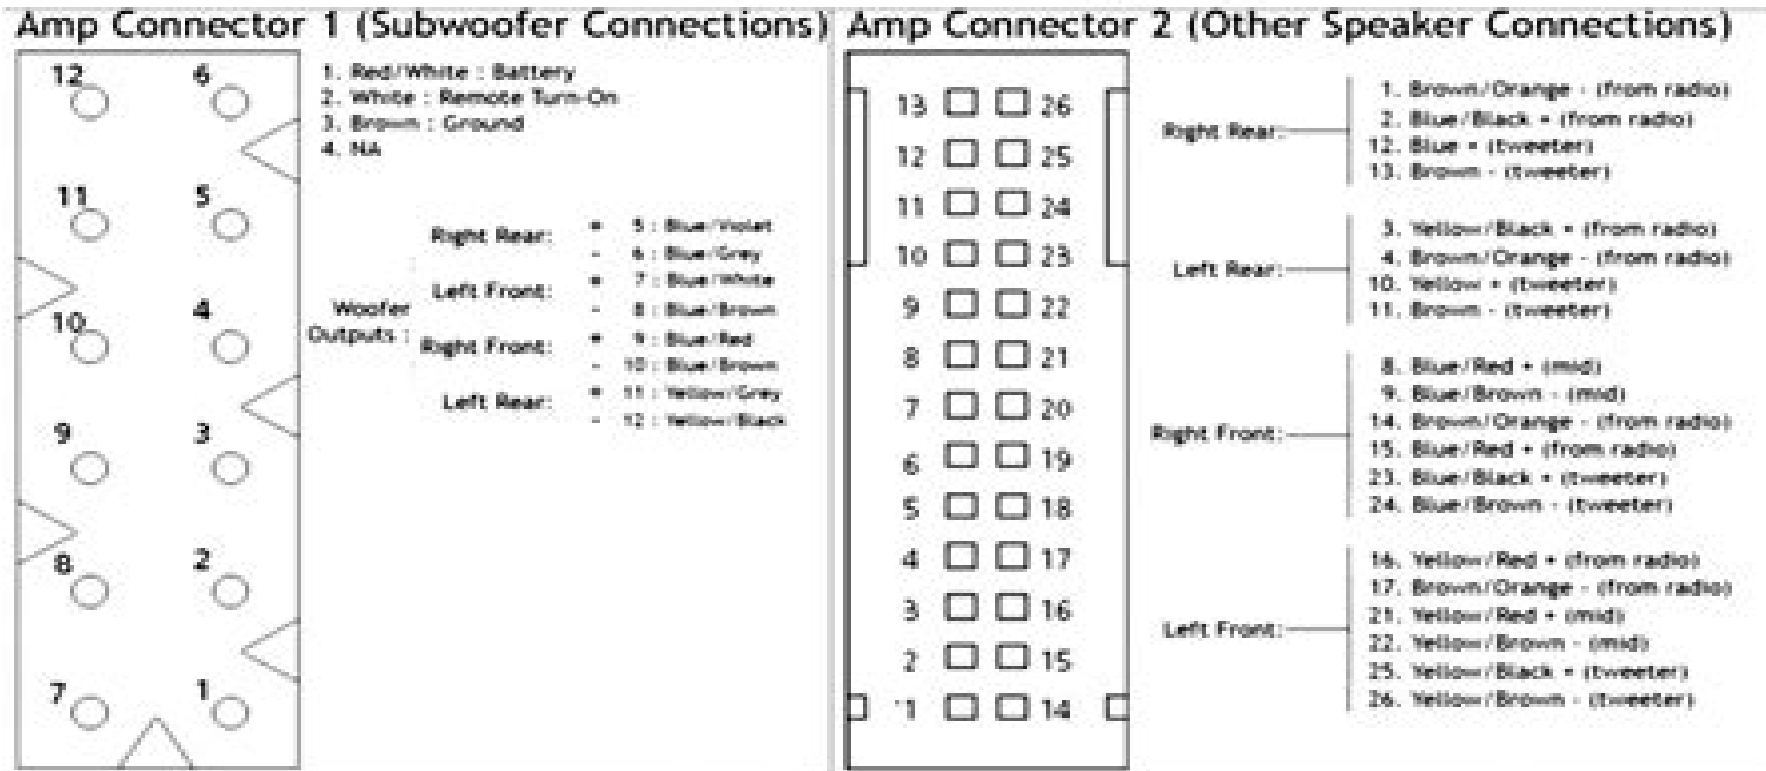 Amp Connector 1 (Subwoofer Connections)
12 6
11 5
10 4
9 3
8 2
7 1
1. Red/White : Battery
2. White : Remote Turn-On
3. Brown : Ground
4. NA
Woofer
Outputs :
Right Rear:
+ 5 : Blue/Violet
- 6 : Blue/Grey
Left Front:
+ 7 : Blue/White
- 8 : Blue/Brown
Right Front:
+ 9 : Blue/Red
- 10 : Blue/Brown
Left Rear:
+ 11 : Yellow/Grey
- 12 : Yellow/Black
Amp Connector 2 (Other Speaker Connections)
13 26
12 25
11 24
10 23
9 22
8 21
7 20
6 19
5 18
4 17
3 16
2 15
1 14
Right Rear:
1. Brown/Orange - (from radio)
2. Blue/Black + (from radio)
12. Blue + (tweeter)
13. Brown - (tweeter)
Left Rear:
3. Yellow/Black + (from radio)
4. Brown/Orange - (from radio)
10. Yellow + (tweeter)
11. Brown - (tweeter)
Right Front:
8. Blue/Red + (mid)
9. Blue/Brown - (mid)
14. Brown/Orange - (from radio)
15. Blue/Red + (from radio)
23. Blue/Black + (tweeter)
24. Blue/Brown - (tweeter)
Left Front:
16. Yellow/Red + (from radio)
17. Brown/Orange - (from radio)
21. Yellow/Red + (mid)
22. Yellow/Brown - (mid)
25. Yellow/Black + (tweeter)
26. Yellow/Brown - (tweeter)